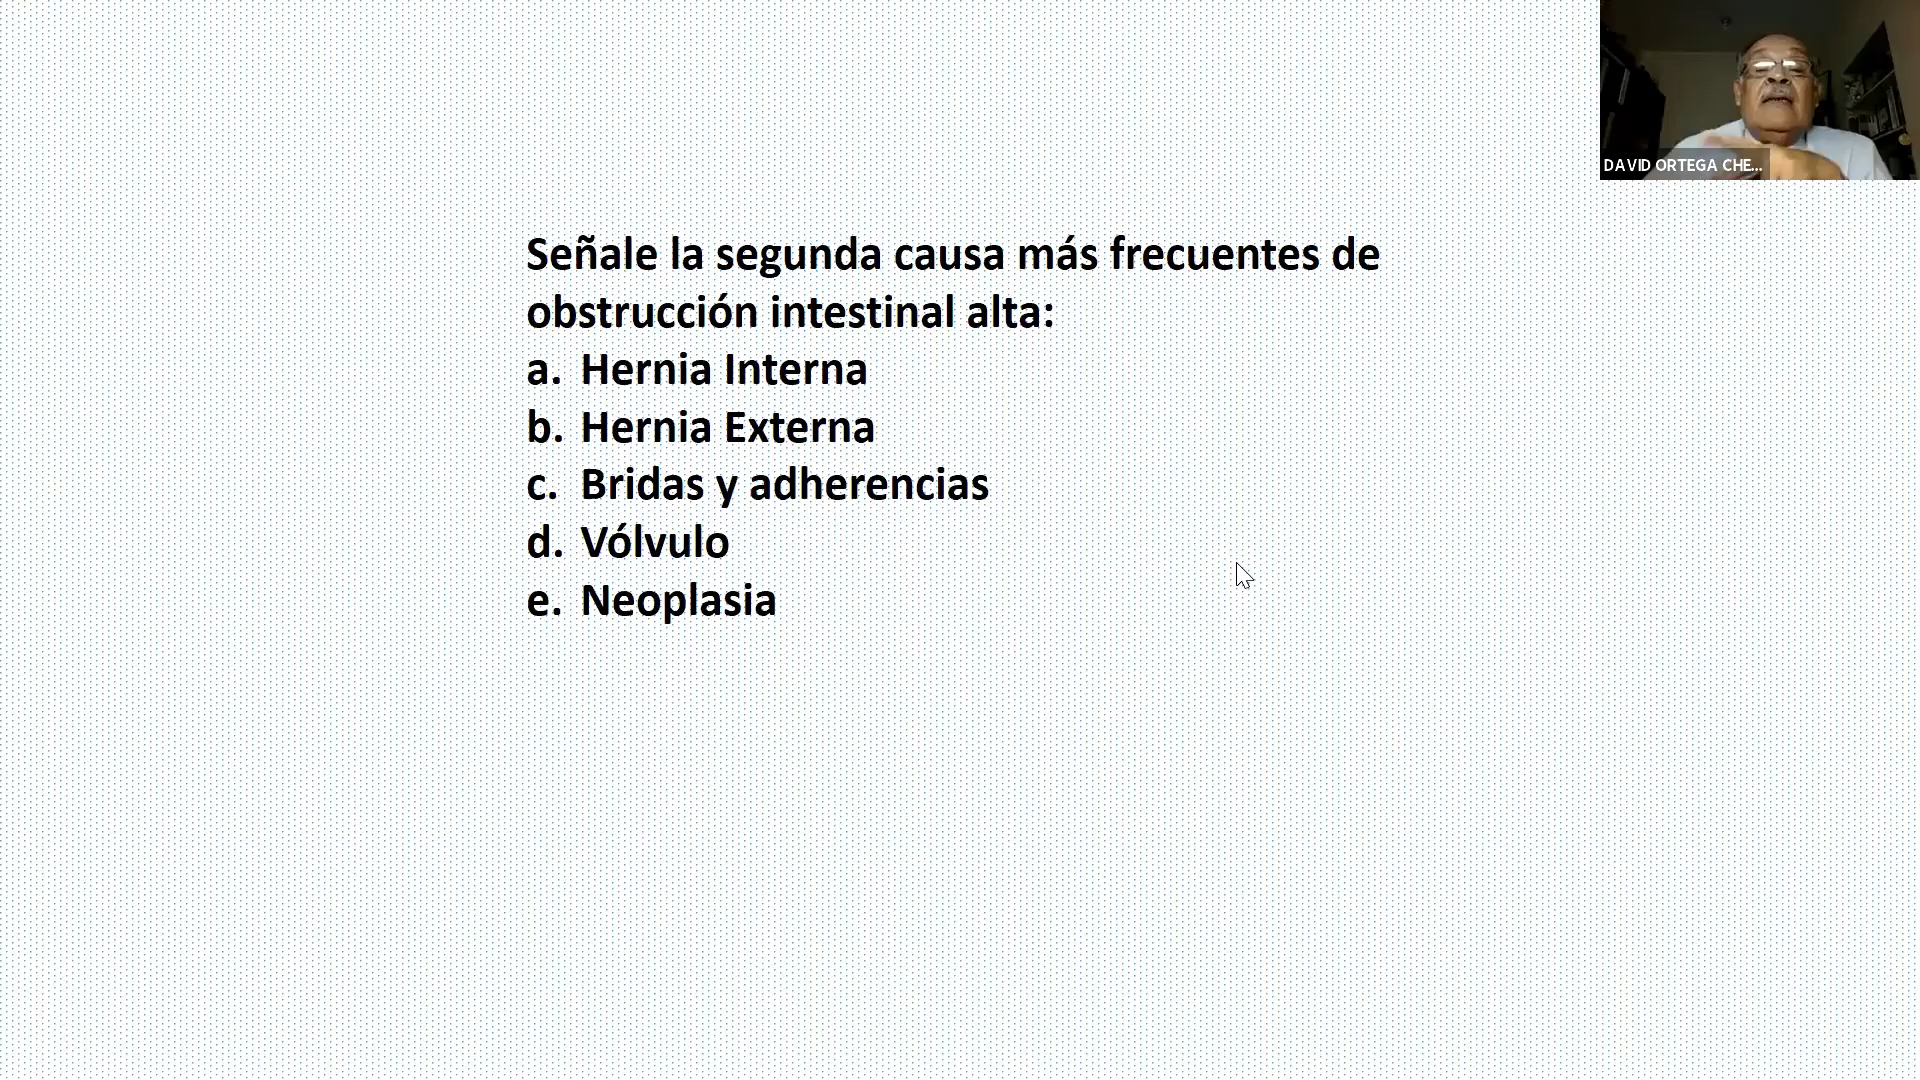 DAVID ORTEGA CHE...
Señale la segunda causa más frecuentes de
obstrucción intestinal alta:
a. Hernia Interna
b. Hernia Externa
c. Bridas y adherencias
d. Vólvulo
e. Neoplasia